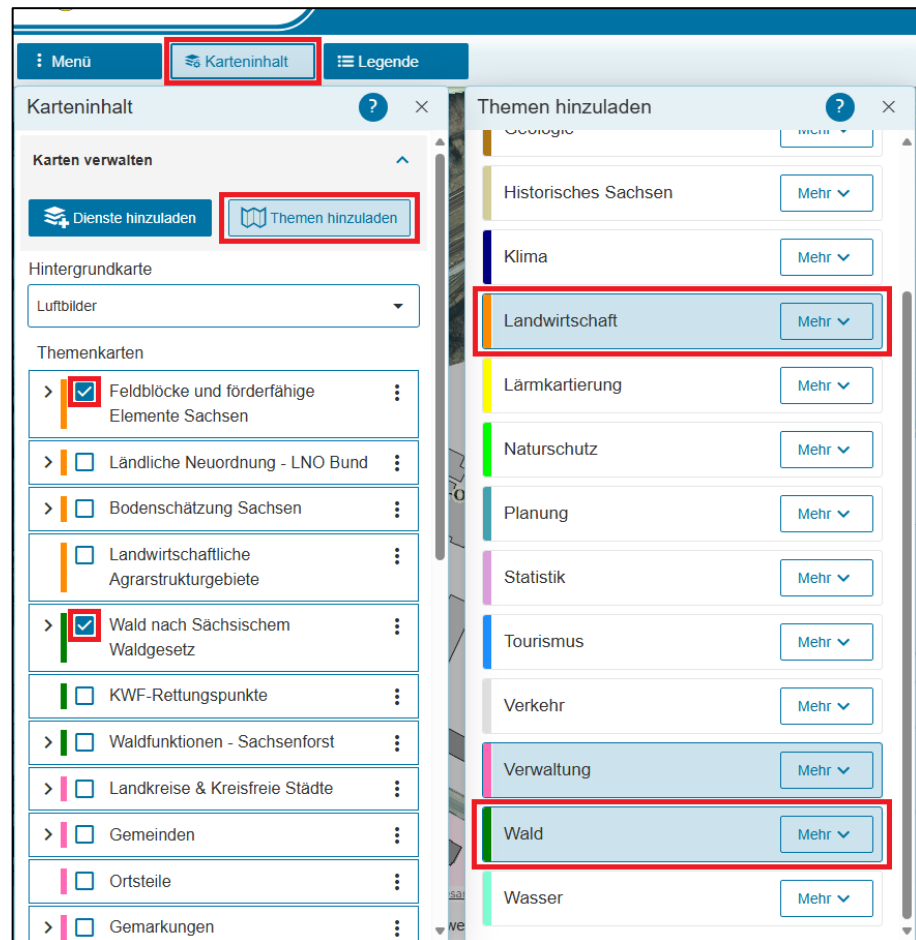 Menü
Karteninhalt
Legende
Karteninhalt
?
Karten verwalten
Dienste hinzuladen
Themen hinzuladen
Hintergrundkarte
Luftbilder
Themenkarten
Feldblöcke und förderfähige
Elemente Sachsen
Ländliche Neuordnung - LNO Bund
Bodenschätzung Sachsen
Landwirtschaftliche
Agrarstrukturgebiete
Wald nach Sächsischem
Waldgesetz
KWF-Rettungspunkte
Waldfunktionen - Sachsenforst
Landkreise & Kreisfreie Städte
Gemeinden
Ortsteile
Gemarkungen
Themen hinzuladen
?
Geologie Mehr
Historisches Sachsen Mehr
Klima Mehr
Landwirtschaft Mehr
Lärmkartierung Mehr
Naturschutz Mehr
Planung Mehr
Statistik Mehr
Tourismus Mehr
Verkehr Mehr
Verwaltung Mehr
Wald Mehr
Wasser Mehr